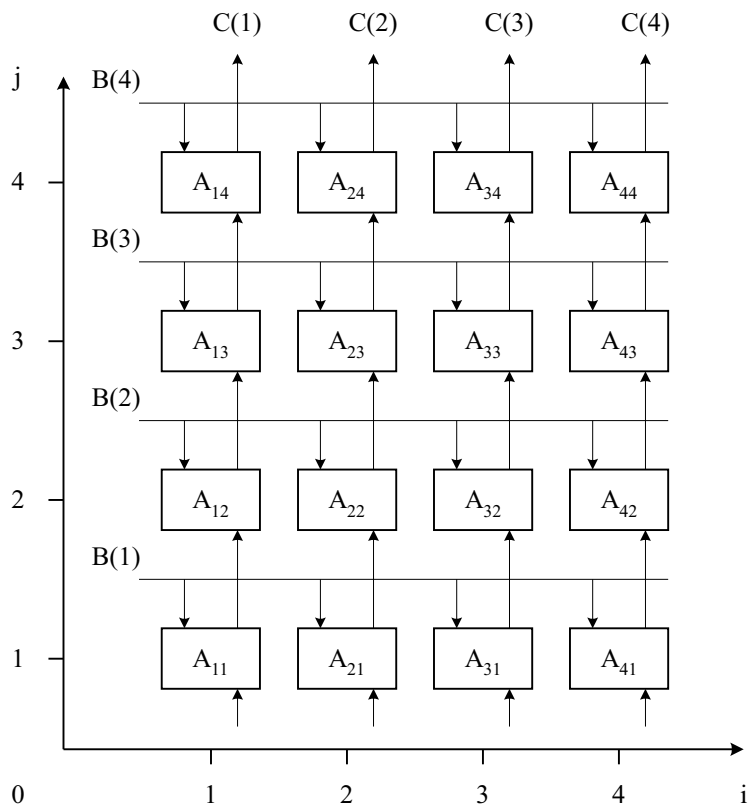 C(1) C(2) C(3) C(4)
j B(4)
4 A₁₄ A₂₄ A₃₄ A₄₄
B(3)
3 A₁₃ A₂₃ A₃₃ A₄₃
B(2)
2 A₁₂ A₂₂ A₃₂ A₄₂
B(1)
1 A₁₁ A₂₁ A₃₁ A₄₁
0 1 2 3 4 i